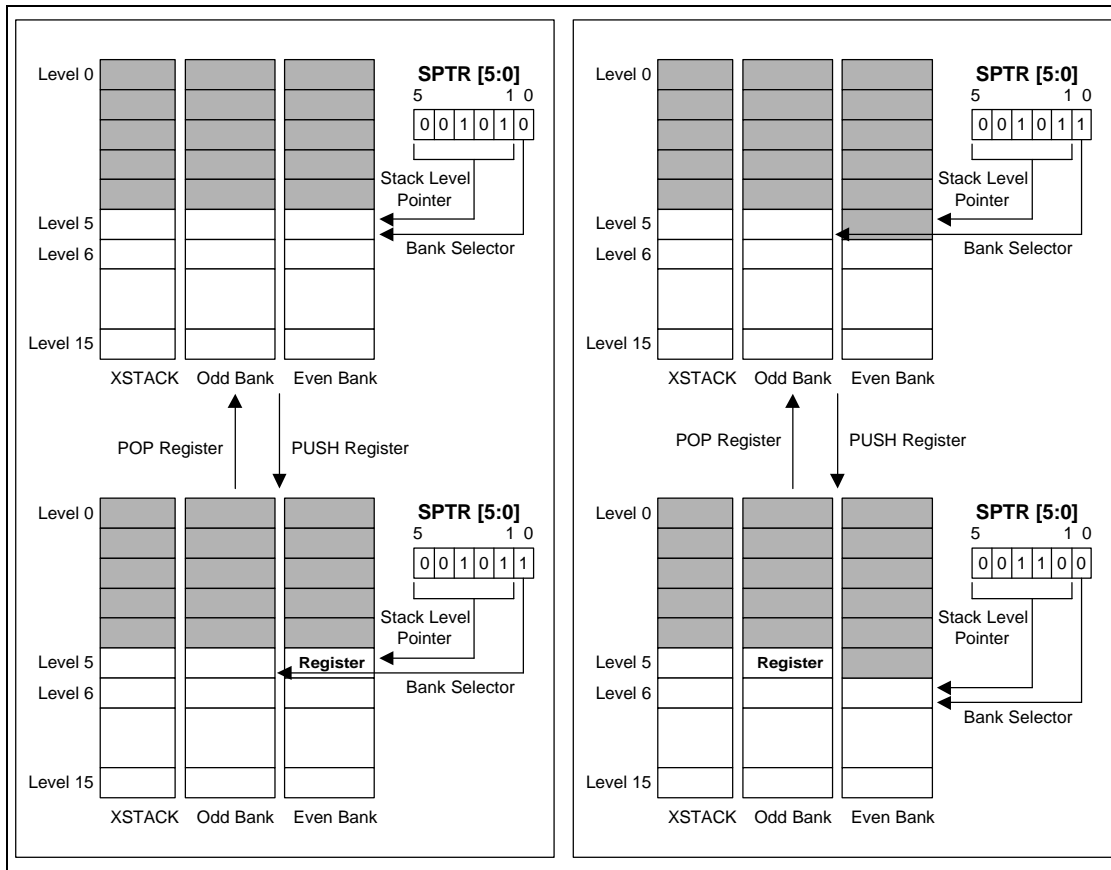 Level 0
SPTR [5:0]
5 1 0
0 0 1 0 1 0
Stack Level
Pointer
Level 5
Bank Selector
Level 6
Level 15
XSTACK Odd Bank Even Bank
POP Register PUSH Register
Level 0
SPTR [5:0]
5 1 0
0 0 1 0 1 1
Stack Level
Pointer
Level 5 Register
Bank Selector
Level 6
Level 15
XSTACK Odd Bank Even Bank
Level 0
SPTR [5:0]
5 1 0
0 0 1 0 1 1
Stack Level
Pointer
Level 5
Bank Selector
Level 6
Level 15
XSTACK Odd Bank Even Bank
POP Register PUSH Register
Level 0
SPTR [5:0]
5 1 0
0 0 1 1 0 0
Stack Level
Pointer
Level 5 Register
Level 6
Bank Selector
Level 15
XSTACK Odd Bank Even Bank